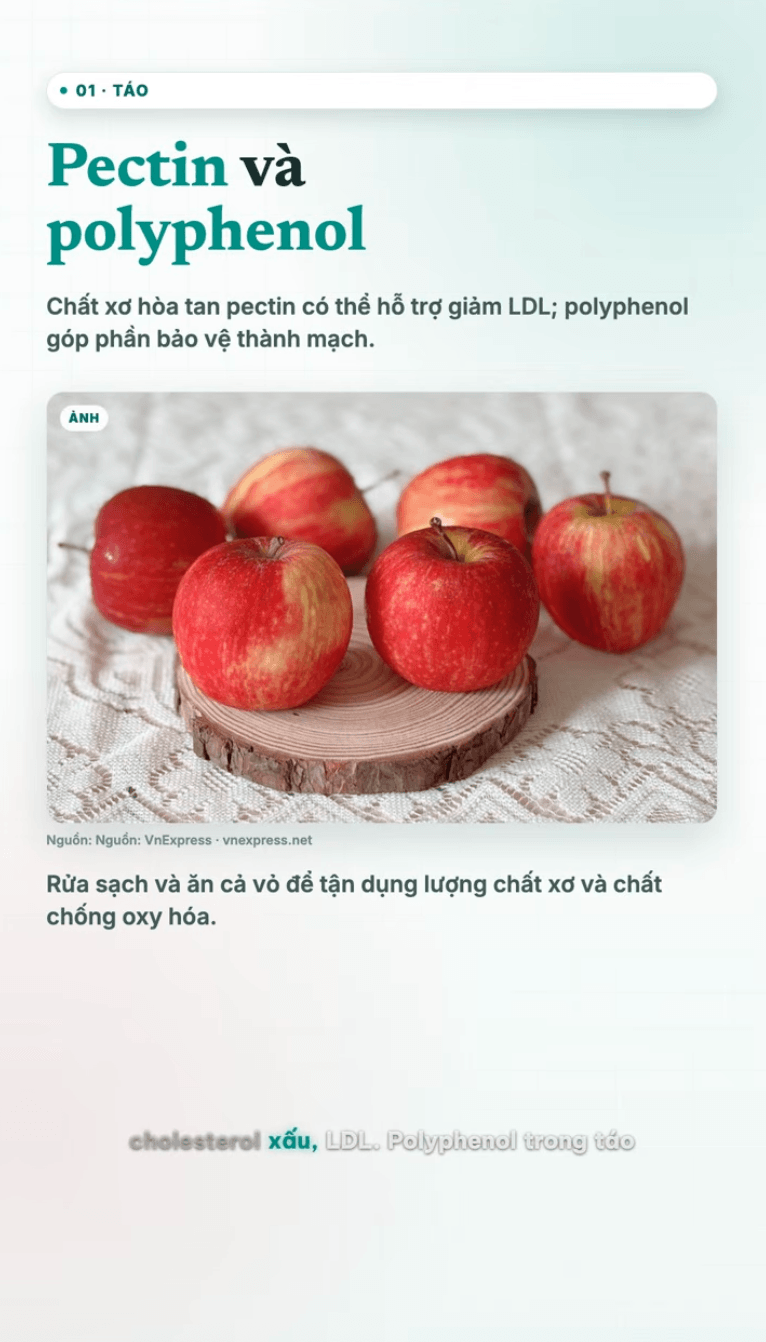 01 · TÁO
Pectin và
polyphenol
Chất xơ hòa tan pectin có thể hỗ trợ giảm LDL; polyphenol
góp phần bảo vệ thành mạch.
ẢNH
Nguồn: Nguồn: VnExpress · vnexpress.net
Rửa sạch và ăn cả vỏ để tận dụng lượng chất xơ và chất
chống oxy hóa.
cholesterol xấu, LDL. Polyphenol trong táo